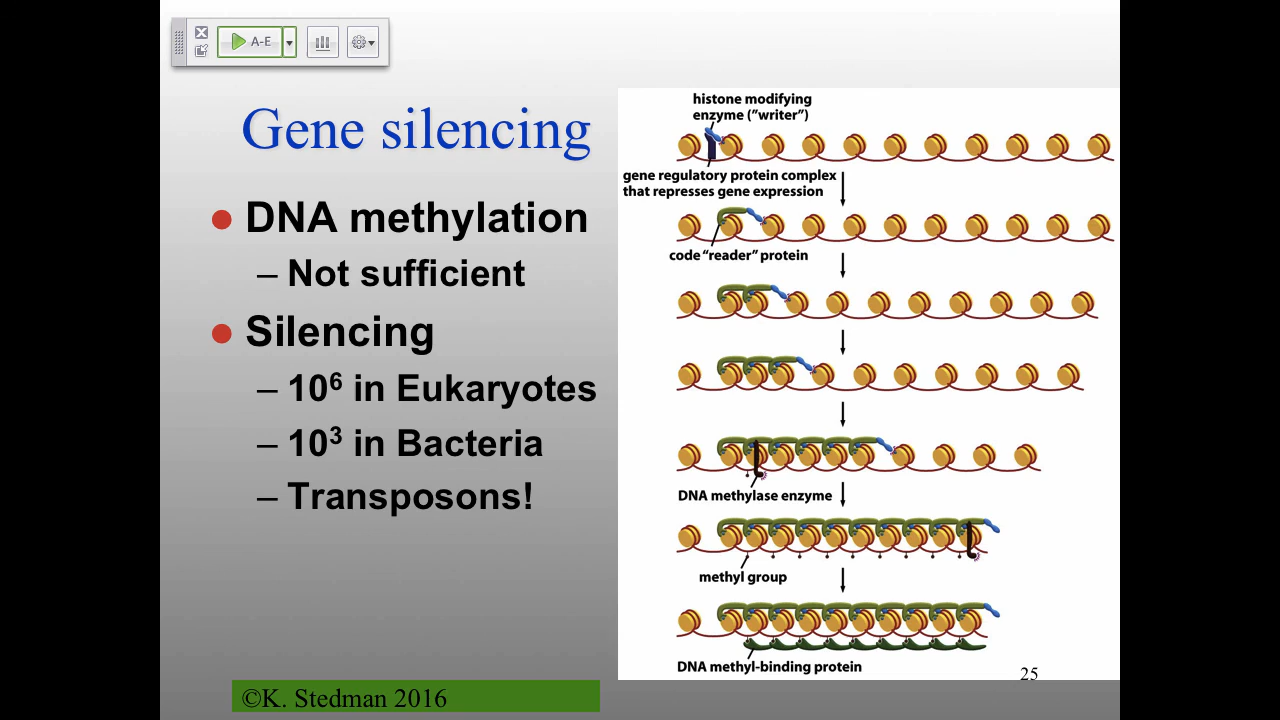 A-E
Gene silencing
● DNA methylation
– Not sufficient
● Silencing
– 10⁶ in Eukaryotes
– 10³ in Bacteria
– Transposons!
histone modifying
enzyme ("writer")
gene regulatory protein complex
that represses gene expression
code "reader" protein
DNA methylase enzyme
methyl group
DNA methyl-binding protein
25
©K. Stedman 2016